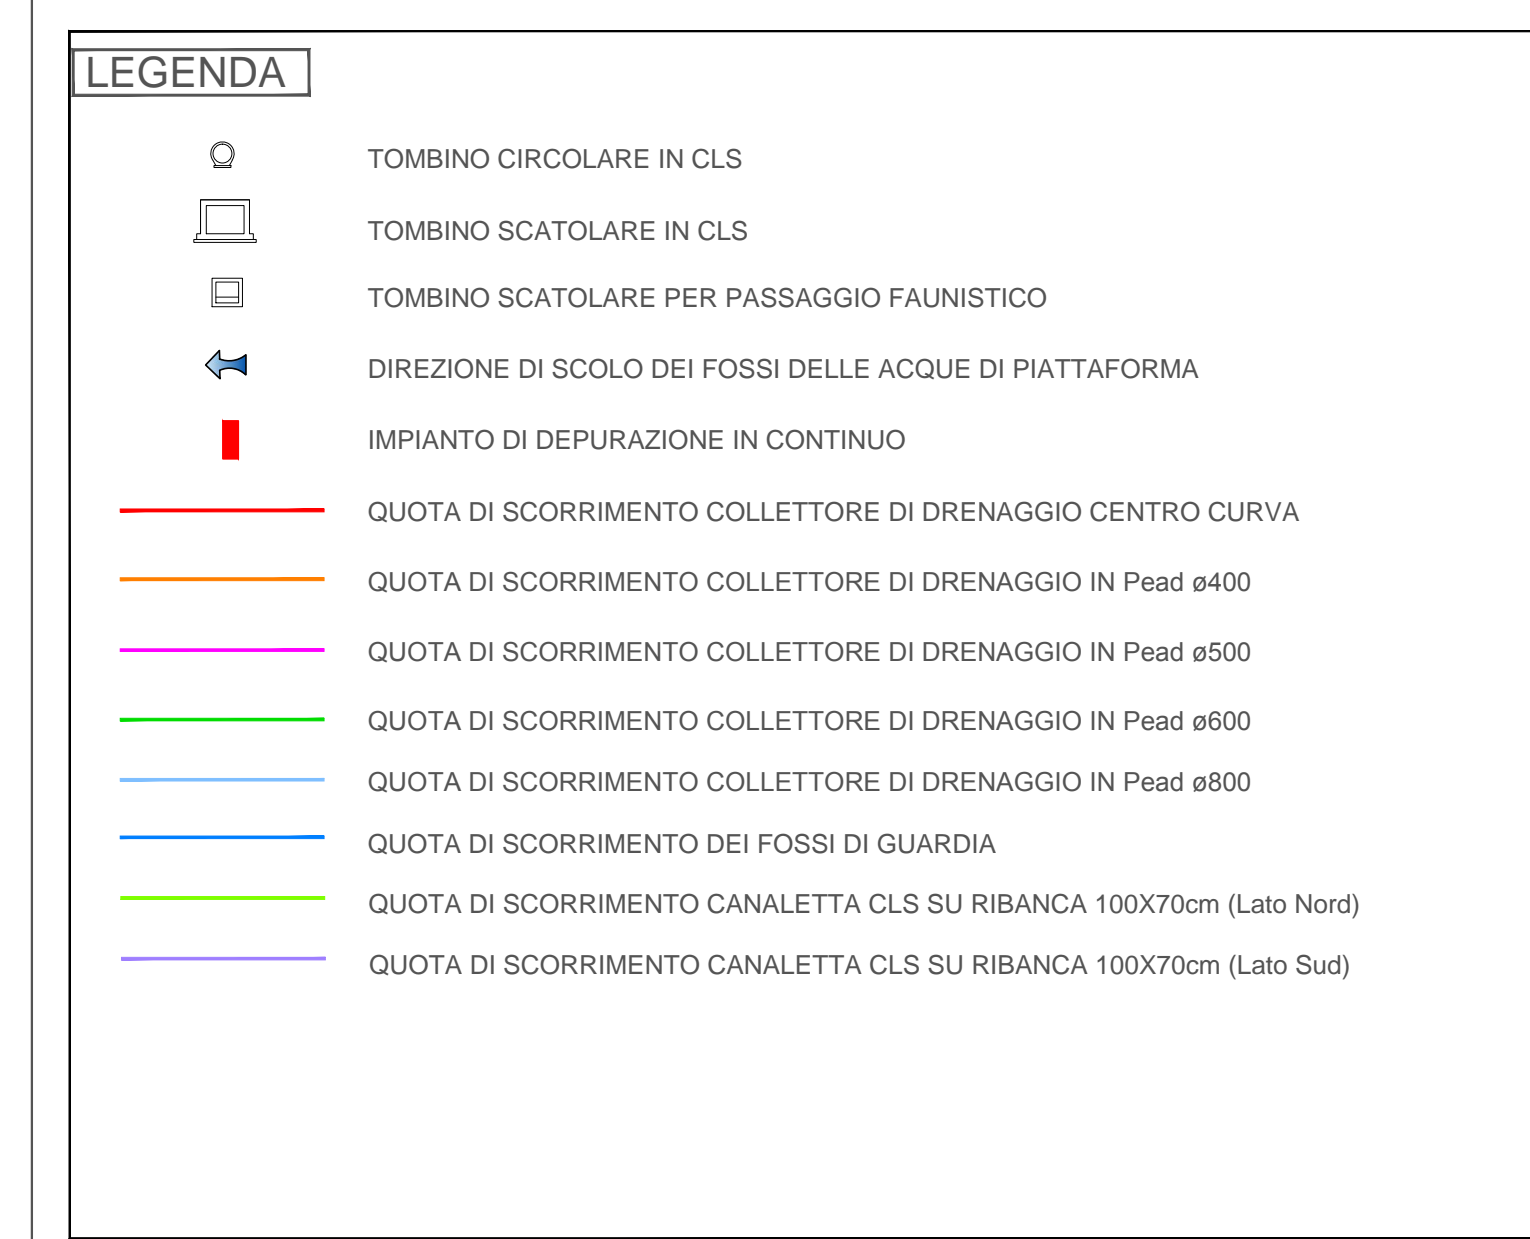 LEGENDA
TOMBINO CIRCOLARE IN CLS
TOMBINO SCATOLARE IN CLS
TOMBINO SCATOLARE PER PASSAGGIO FAUNISTICO
DIREZIONE DI SCOLO DEI FOSSI DELLE ACQUE DI PIATTAFORMA
IMPIANTO DI DEPURAZIONE IN CONTINUO
QUOTA DI SCORRIMENTO COLLETTORE DI DRENAGGIO CENTRO CURVA
QUOTA DI SCORRIMENTO COLLETTORE DI DRENAGGIO IN Pead ø400
QUOTA DI SCORRIMENTO COLLETTORE DI DRENAGGIO IN Pead ø500
QUOTA DI SCORRIMENTO COLLETTORE DI DRENAGGIO IN Pead ø600
QUOTA DI SCORRIMENTO COLLETTORE DI DRENAGGIO IN Pead ø800
QUOTA DI SCORRIMENTO DEI FOSSI DI GUARDIA
QUOTA DI SCORRIMENTO CANALETTA CLS SU RIBANCA 100X70cm (Lato Nord)
QUOTA DI SCORRIMENTO CANALETTA CLS SU RIBANCA 100X70cm (Lato Sud)